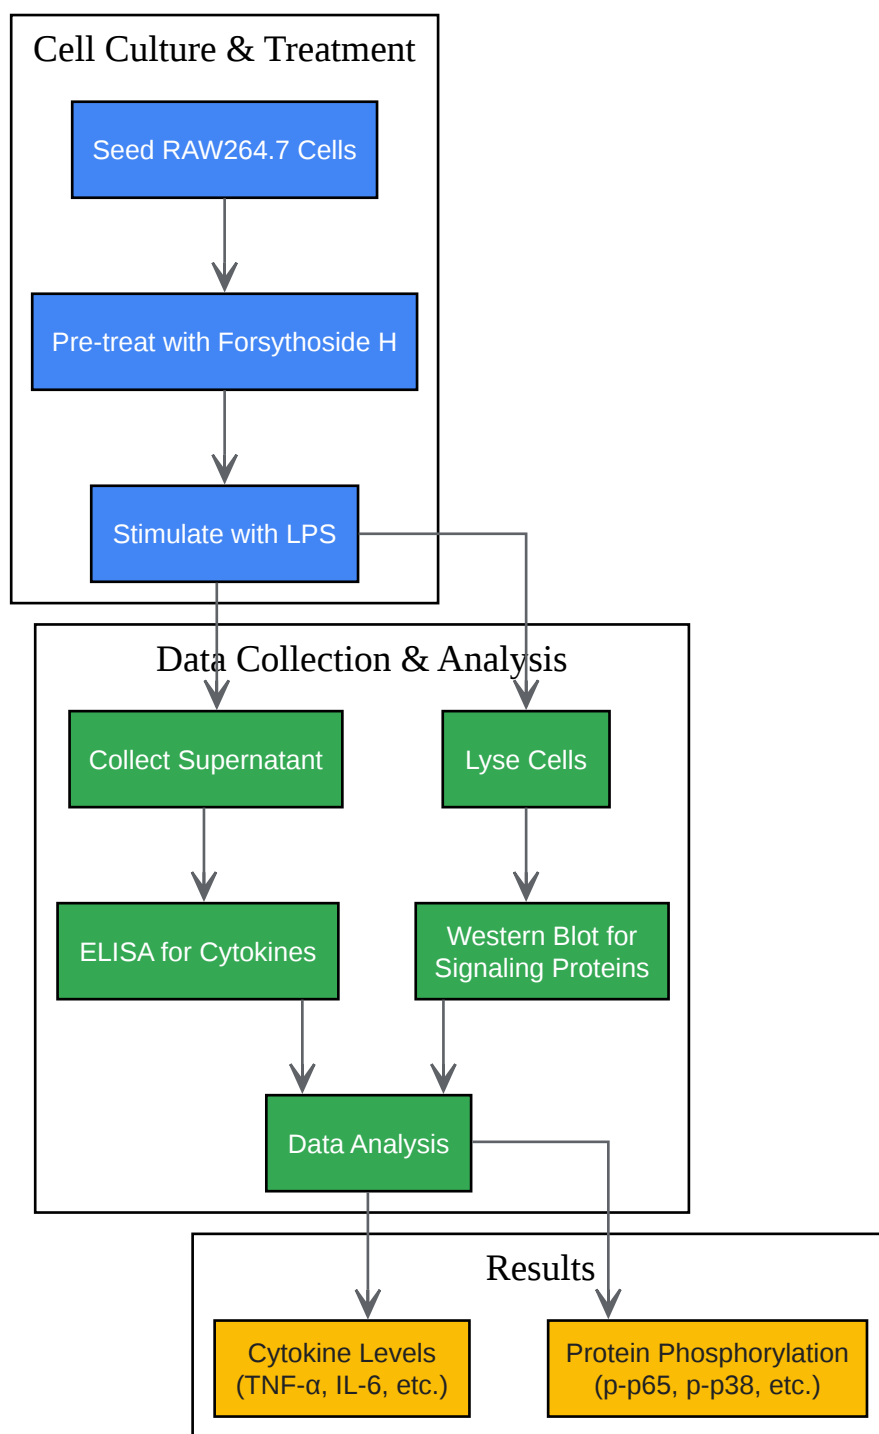 Cell Culture & Treatment
Seed RAW264.7 Cells
Pre-treat with Forsythoside H
Stimulate with LPS
Data Collection & Analysis
Collect Supernatant
Lyse Cells
ELISA for Cytokines
Western Blot for
Signaling Proteins
Data Analysis
Results
Cytokine Levels
(TNF-α, IL-6, etc.)
Protein Phosphorylation
(p-p65, p-p38, etc.)